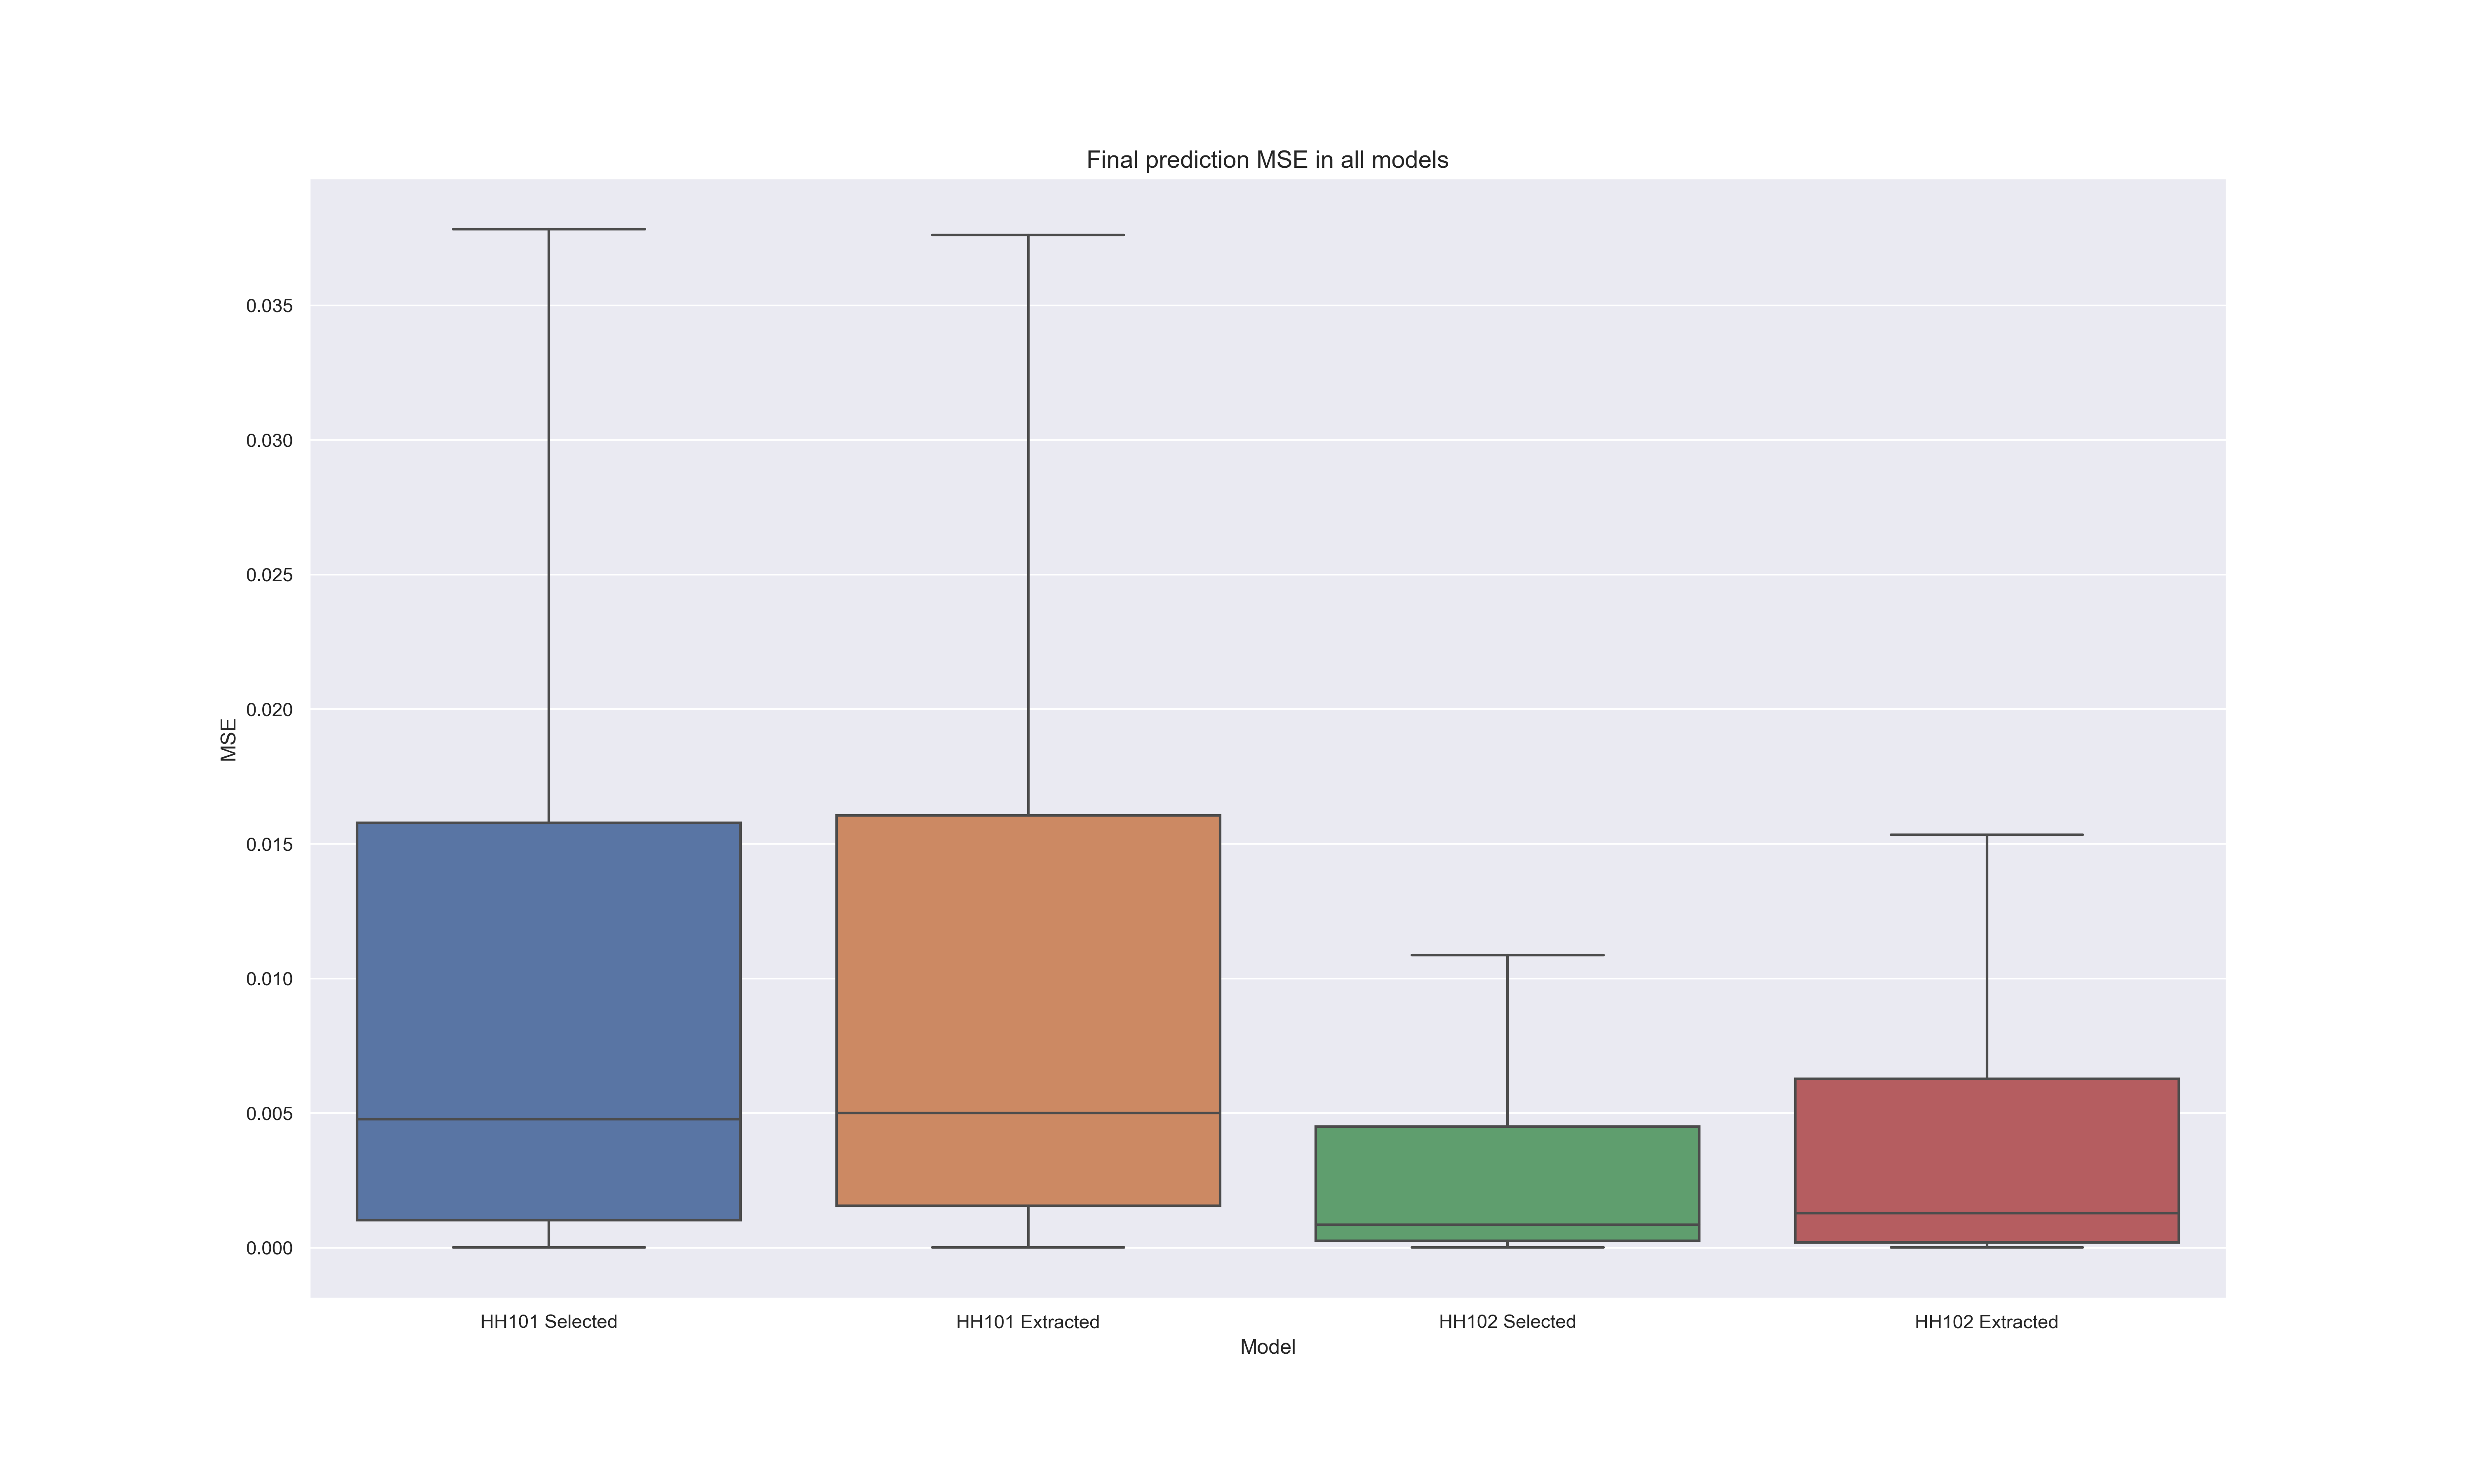 Final prediction MSE in all models
MSE
0.035
0.030
0.025
0.020
0.015
0.010
0.005
0.000
HH101 Selected
HH101 Extracted
HH102 Selected
HH102 Extracted
Model